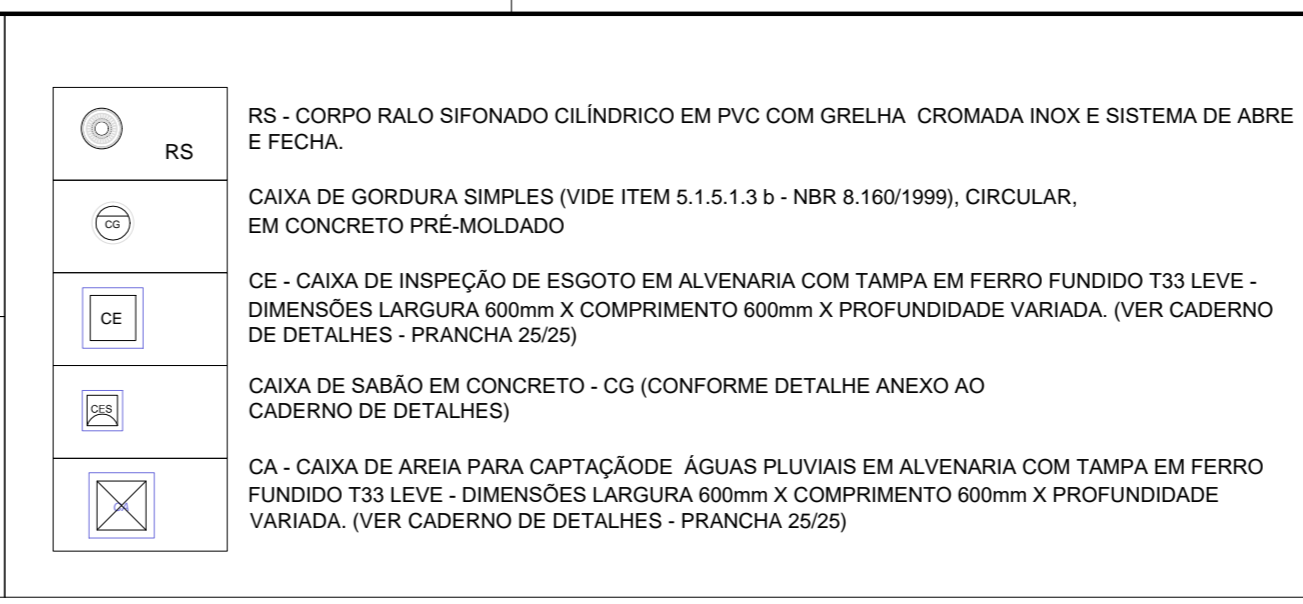 RS
RS - CORPO RALO SIFONADO CILÍNDRICO EM PVC COM GRELHA CROMADA INOX E SISTEMA DE ABRE
E FECHA.
CG
CAIXA DE GORDURA SIMPLES (VIDE ITEM 5.1.5.1.3 b - NBR 8.160/1999), CIRCULAR,
EM CONCRETO PRÉ-MOLDADO
CE
CE - CAIXA DE INSPEÇÃO DE ESGOTO EM ALVENARIA COM TAMPA EM FERRO FUNDIDO T33 LEVE -
DIMENSÕES LARGURA 600mm X COMPRIMENTO 600mm X PROFUNDIDADE VARIADA. (VER CADERNO
DE DETALHES - PRANCHA 25/25)
CES
CAIXA DE SABÃO EM CONCRETO - CG (CONFORME DETALHE ANEXO AO
CADERNO DE DETALHES)
CA
CA - CAIXA DE AREIA PARA CAPTAÇÃODE ÁGUAS PLUVIAIS EM ALVENARIA COM TAMPA EM FERRO
FUNDIDO T33 LEVE - DIMENSÕES LARGURA 600mm X COMPRIMENTO 600mm X PROFUNDIDADE
VARIADA. (VER CADERNO DE DETALHES - PRANCHA 25/25)